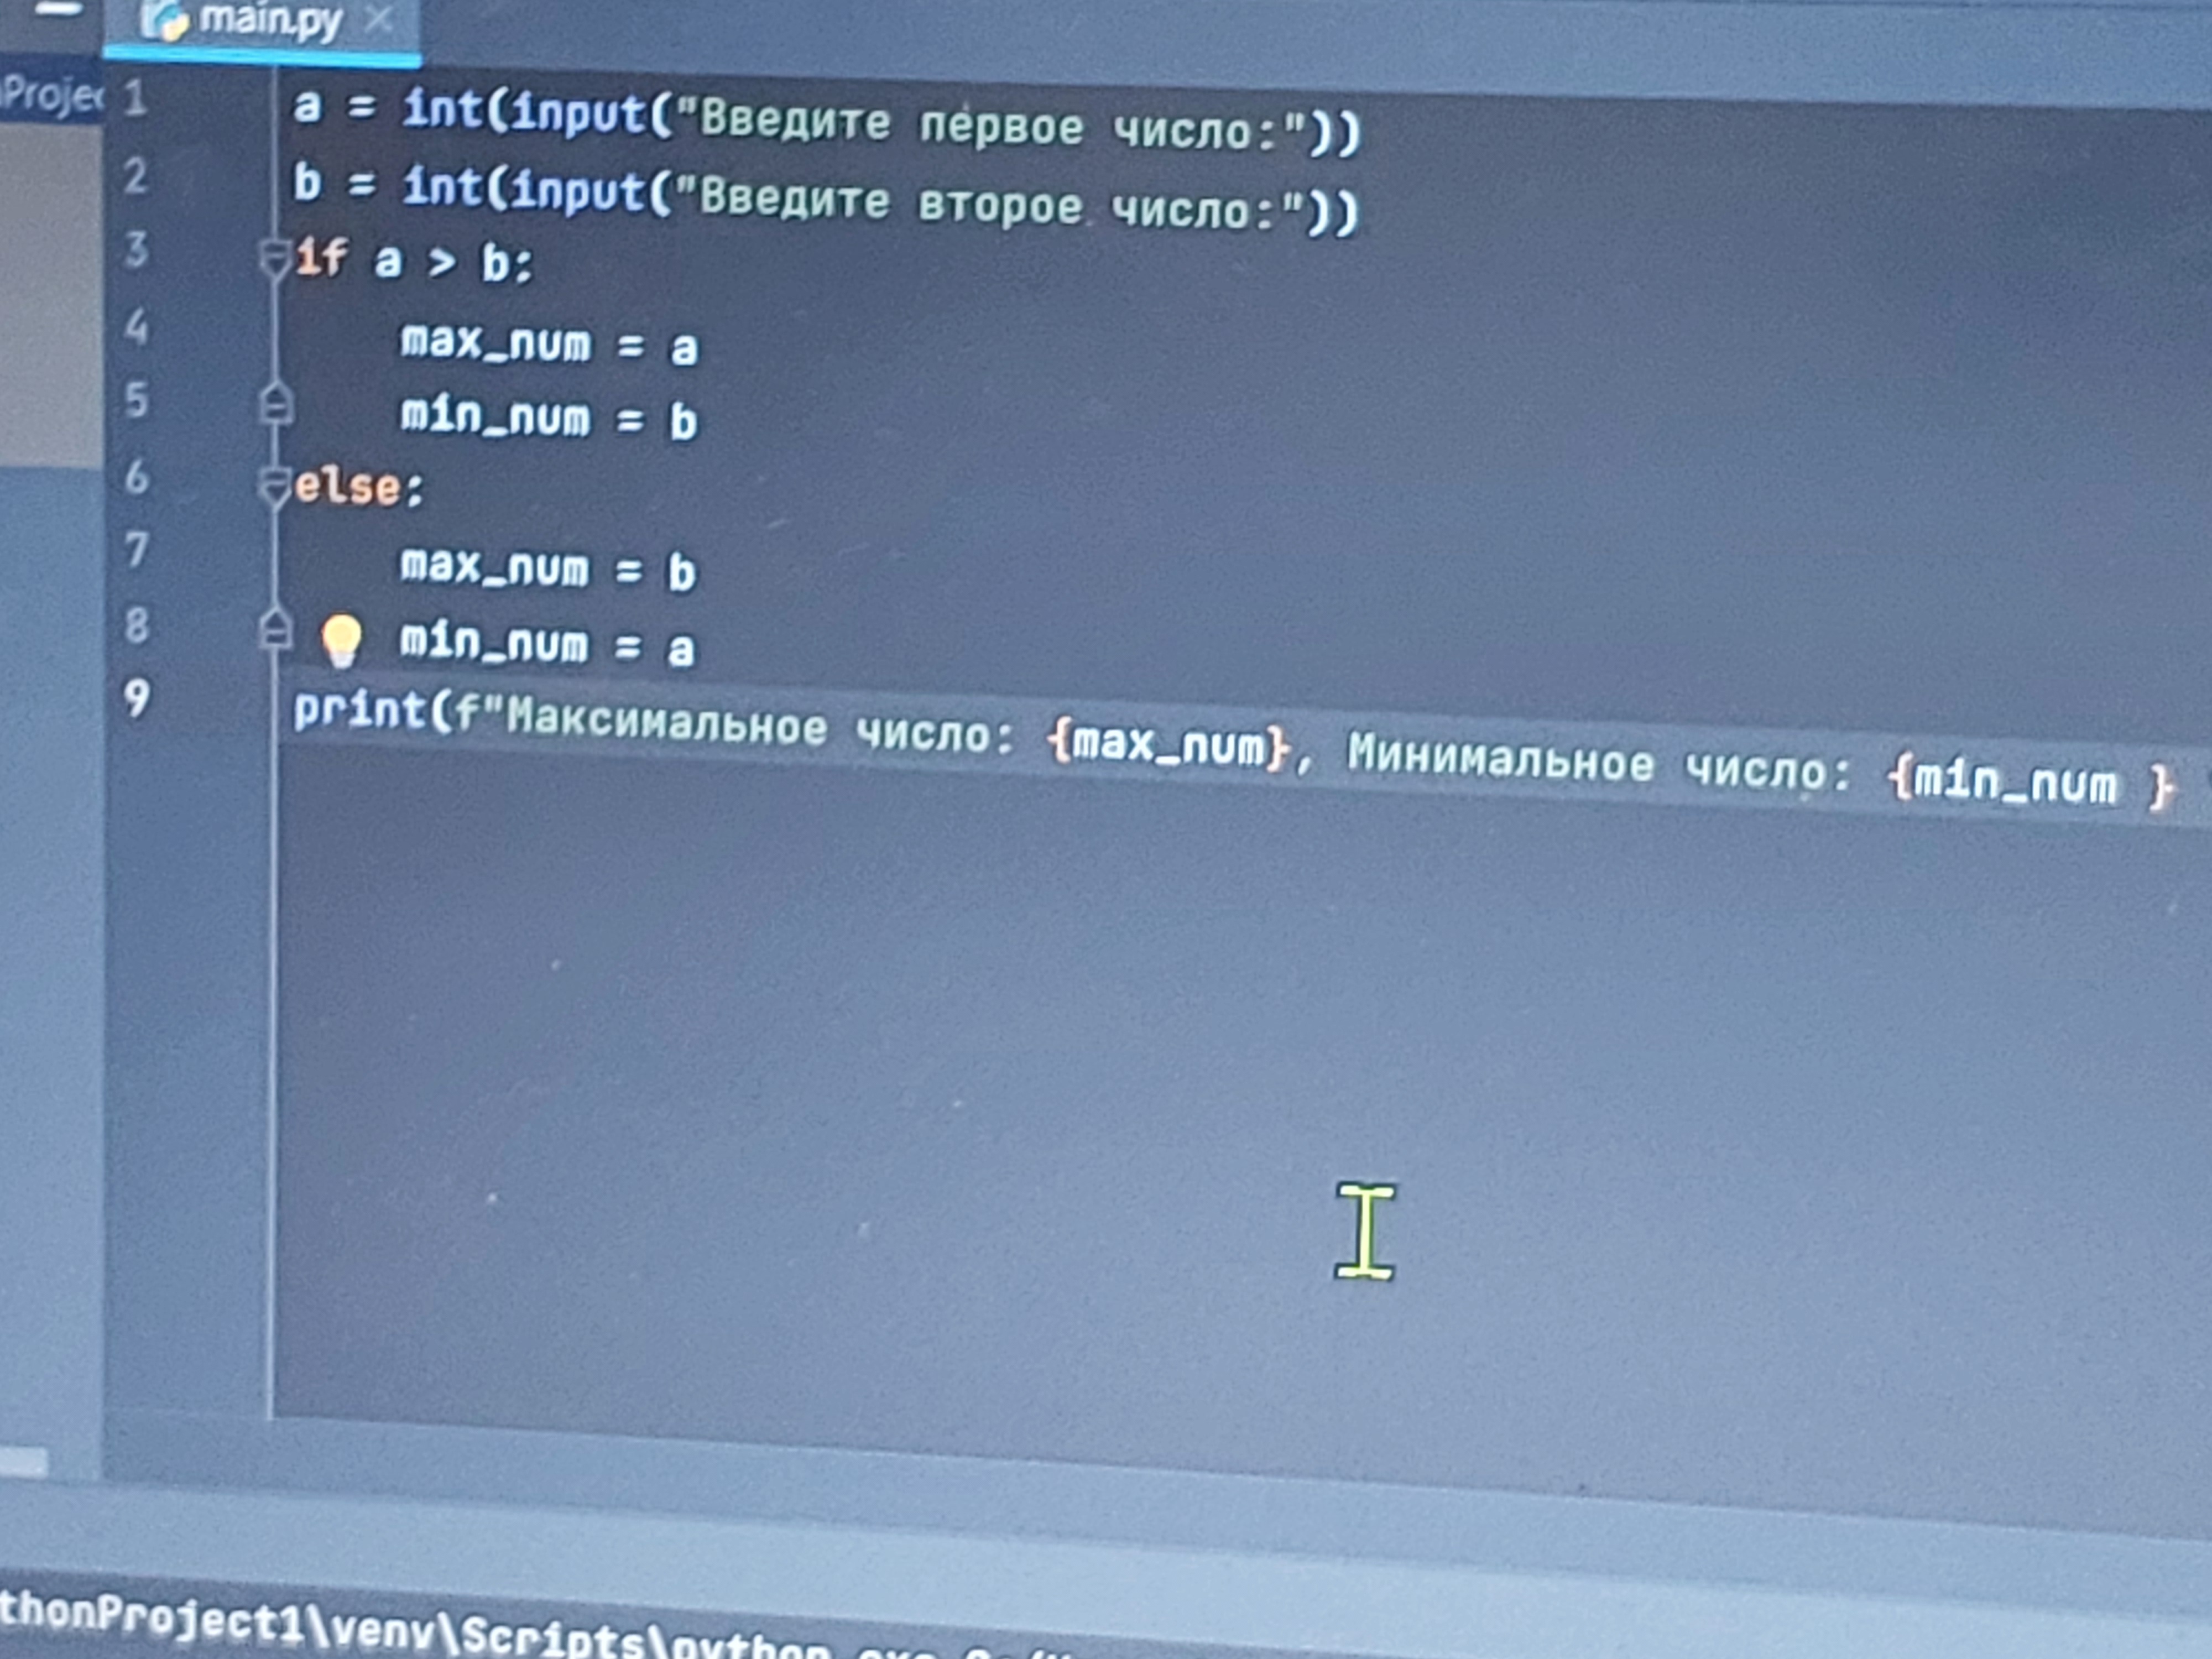 main.py
Projec
1 a = int(input("Введите первое число:"))
2 b = int(input("Введите второе число:"))
3 if a > b:
4 max_num = a
5 min_num = b
6 else:
7 max_num = b
8 min_num = a
9 print(f"Максимальное число: {max_num}, Минимальное число: {min_num }
thonProject1\venv\Scripts\python